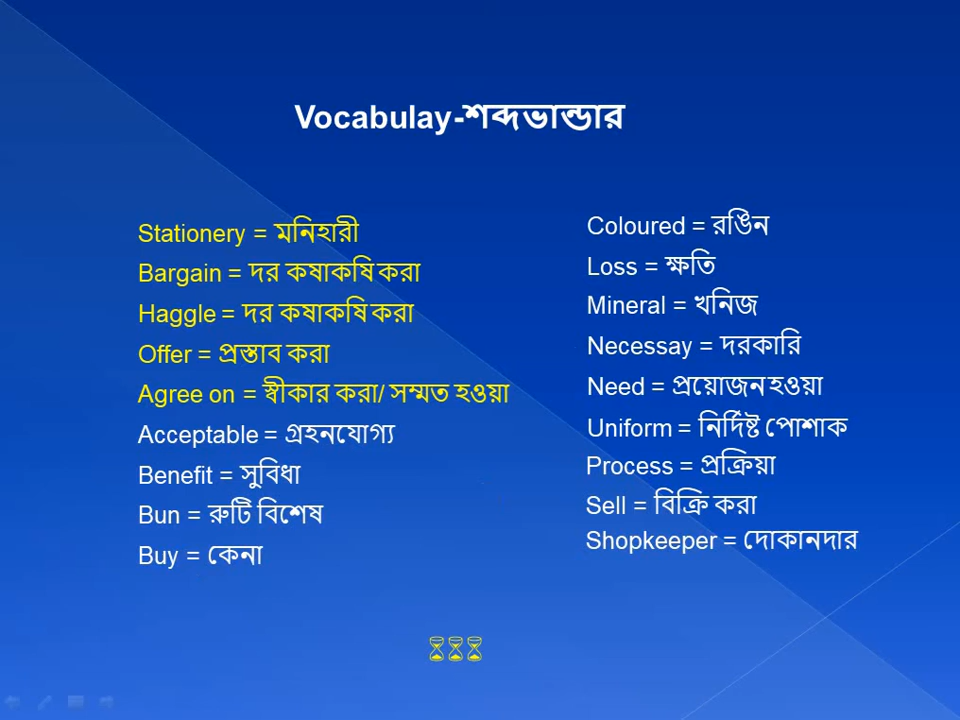 Vocabulay-শব্দভান্ডার
Stationery = মনিহারী
Bargain = দর কষাকষি করা
Haggle = দর কষাকষি করা
Offer = প্রস্তাব করা
Agree on = স্বীকার করা/ সম্মত হওয়া
Acceptable = গ্রহনযোগ্য
Benefit = সুবিধা
Bun = রুটি বিশেষ
Buy = কেনা
Coloured = রঙিন
Loss = ক্ষতি
Mineral = খনিজ
Necessay = দরকারি
Need = প্রয়োজন হওয়া
Uniform = নির্দিষ্ট পোশাক
Process = প্রক্রিয়া
Sell = বিক্রি করা
Shopkeeper = দোকানদার